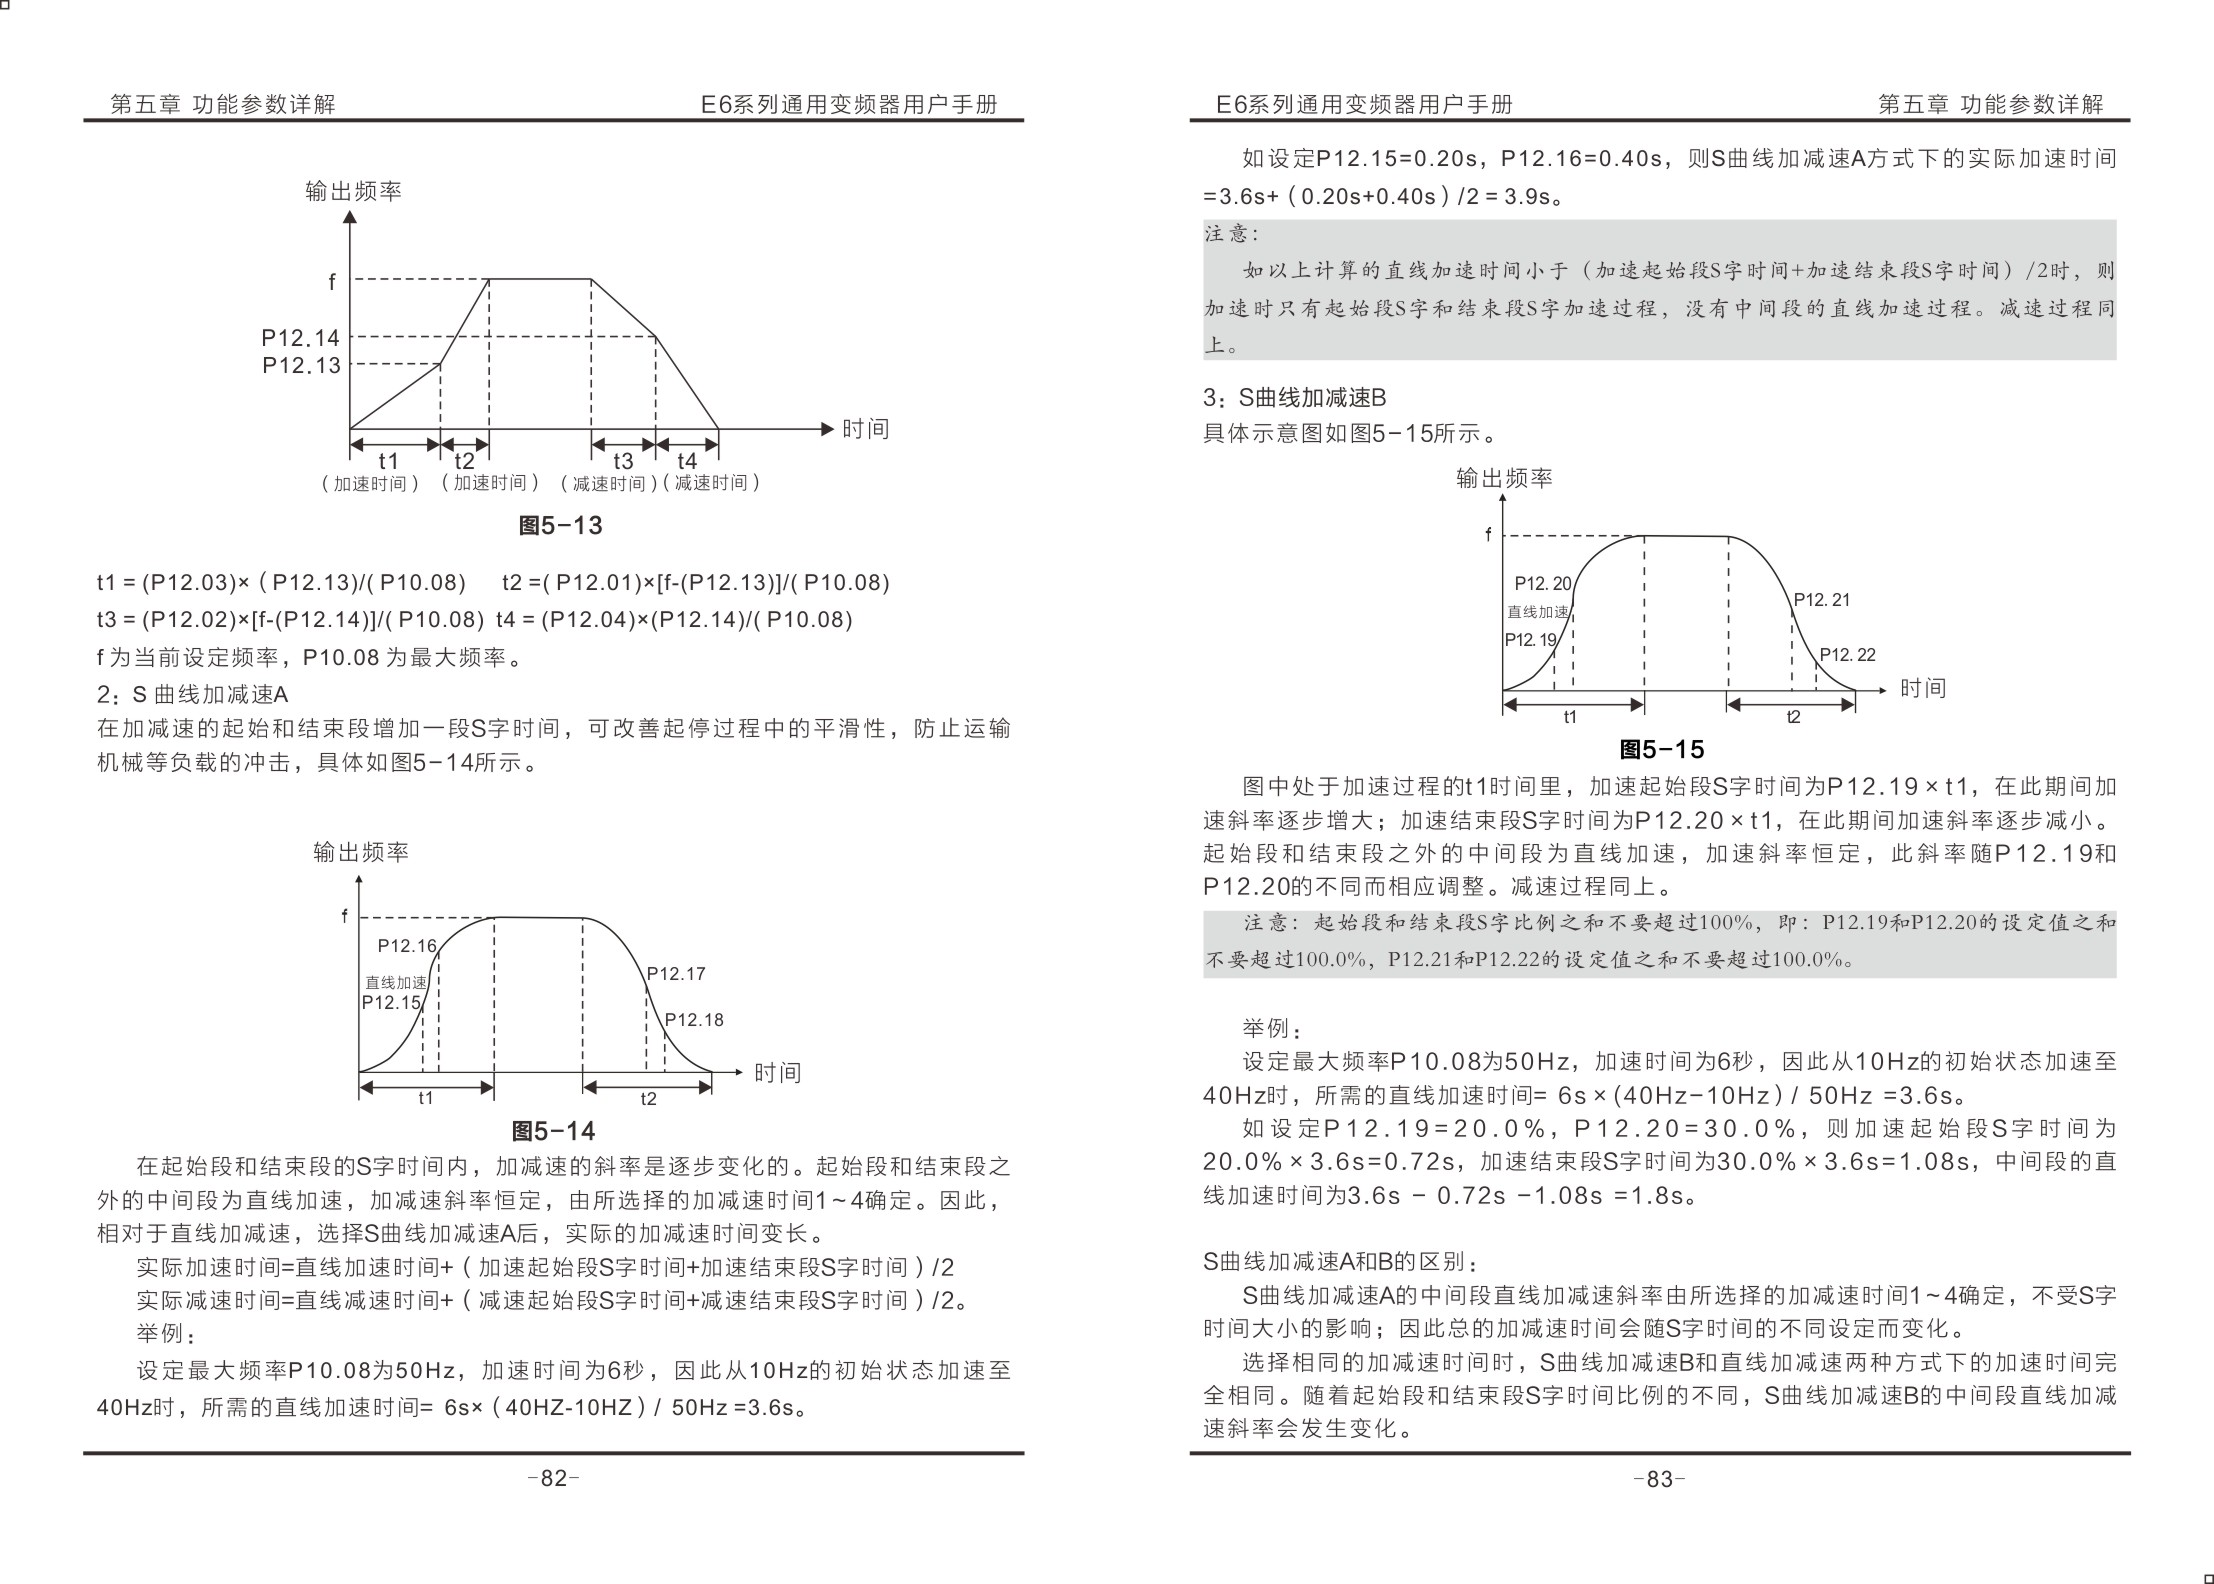 第五章 功能参数详解
E6系列通用变频器用户手册
输出频率
f
P12.14
P12.13
时间
t1
t2
t3
t4
(加速时间)
(加速时间)
(减速时间)
(减速时间)
图5-13
t1 = (P12.03)×（P12.13)/( P10.08) t2 =( P12.01)×[f-(P12.13)]/( P10.08)
t3 = (P12.02)×[f-(P12.14)]/( P10.08) t4 = (P12.04)×(P12.14)/( P10.08)
f 为当前设定频率，P10.08 为最大频率。
2：S 曲线加减速A
在加减速的起始和结束段增加一段S字时间，可改善起停过程中的平滑性，防止运输
机械等负载的冲击，具体如图5-14所示。
输出频率
f
P12.16
直线加速
P12.15
P12.17
P12.18
时间
t1
t2
图5-14
在起始段和结束段的S字时间内，加减速的斜率是逐步变化的。起始段和结束段之
外的中间段为直线加速，加减速斜率恒定，由所选择的加减速时间1~4确定。因此，
相对于直线加减速，选择S曲线加减速A后，实际的加减速时间变长。
实际加速时间=直线加速时间+（加速起始段S字时间+加速结束段S字时间）/2
实际减速时间=直线减速时间+（减速起始段S字时间+减速结束段S字时间）/2。
举例：
设定最大频率P10.08为50Hz，加速时间为6秒，因此从10Hz的初始状态加速至
40Hz时，所需的直线加速时间= 6s×（40HZ-10HZ）/ 50Hz =3.6s。
-82-
E6系列通用变频器用户手册
第五章 功能参数详解
如设定P12.15=0.20s，P12.16=0.40s，则S曲线加减速A方式下的实际加速时间
=3.6s+（0.20s+0.40s）/2 = 3.9s。
注意：
如以上计算的直线加速时间小于（加速起始段S字时间+加速结束段S字时间）/2时，则
加速时只有起始段S字和结束段S字加速过程，没有中间段的直线加速过程。减速过程同
上。
3：S曲线加减速B
具体示意图如图5-15所示。
输出频率
f
P12.20
直线加速
P12.19
P12.21
P12.22
时间
t1
t2
图5-15
图中处于加速过程的t1时间里，加速起始段S字时间为P12.19×t1，在此期间加
速斜率逐步增大；加速结束段S字时间为P12.20×t1，在此期间加速斜率逐步减小。
起始段和结束段之外的中间段为直线加速，加速斜率恒定，此斜率随P12.19和
P12.20的不同而相应调整。减速过程同上。
注意：起始段和结束段S字比例之和不要超过100%，即：P12.19和P12.20的设定值之和
不要超过100.0%，P12.21和P12.22的设定值之和不要超过100.0%。
举例：
设定最大频率P10.08为50Hz，加速时间为6秒，因此从10Hz的初始状态加速至
40Hz时，所需的直线加速时间= 6s×(40Hz-10Hz)/ 50Hz =3.6s。
如设定P12.19=20.0%，P12.20=30.0%，则加速起始段S字时间为
20.0%×3.6s=0.72s，加速结束段S字时间为30.0%×3.6s=1.08s，中间段的直
线加速时间为3.6s - 0.72s -1.08s =1.8s。
S曲线加减速A和B的区别：
S曲线加减速A的中间段直线加减速斜率由所选择的加减速时间1~4确定，不受S字
时间大小的影响；因此总的加减速时间会随S字时间的不同设定而变化。
选择相同的加减速时间时，S曲线加减速B和直线加减速两种方式下的加速时间完
全相同。随着起始段和结束段S字时间比例的不同，S曲线加减速B的中间段直线加减
速斜率会发生变化。
-83-